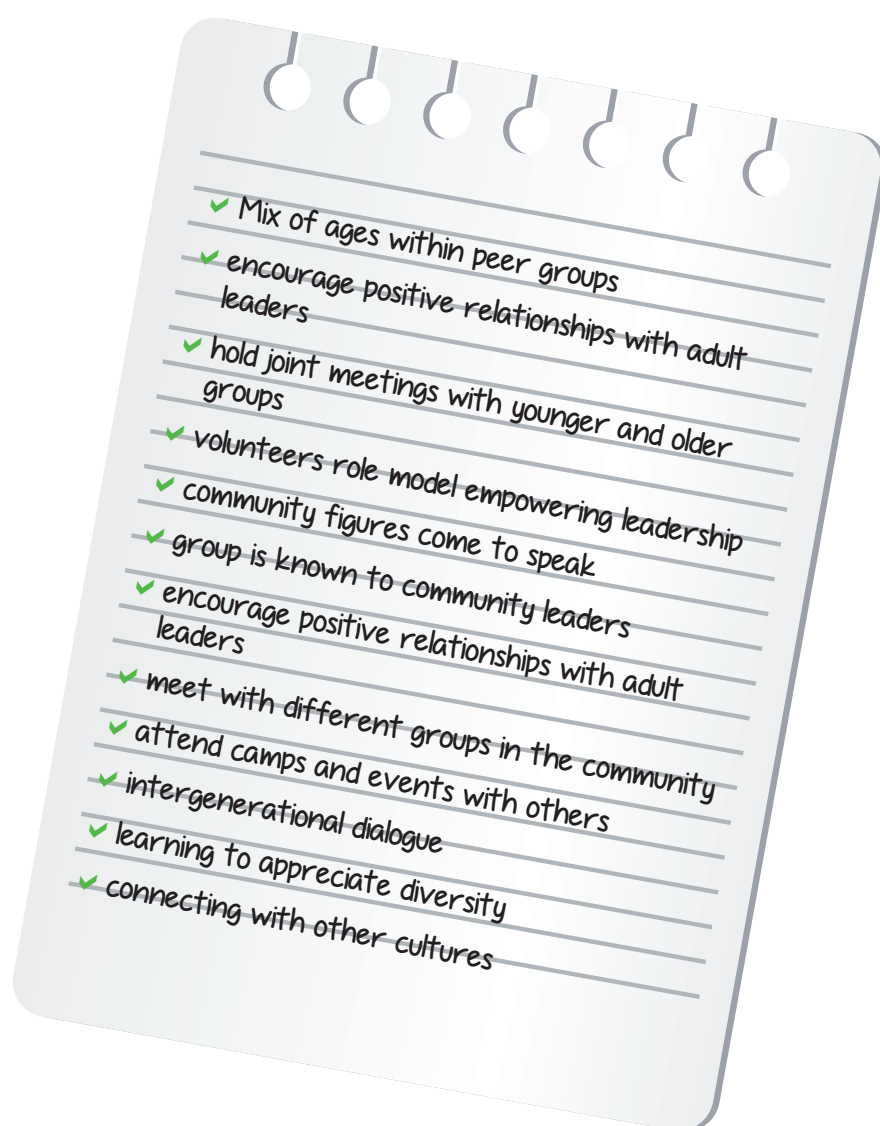 Mix of ages within peer groups
encourage positive relationships with adult
leaders
hold joint meetings with younger and older
groups
volunteers role model empowering leadership
community figures come to speak
group is known to community leaders
encourage positive relationships with adult
leaders
meet with different groups in the community
attend camps and events with others
intergenerational dialogue
learning to appreciate diversity
connecting with other cultures